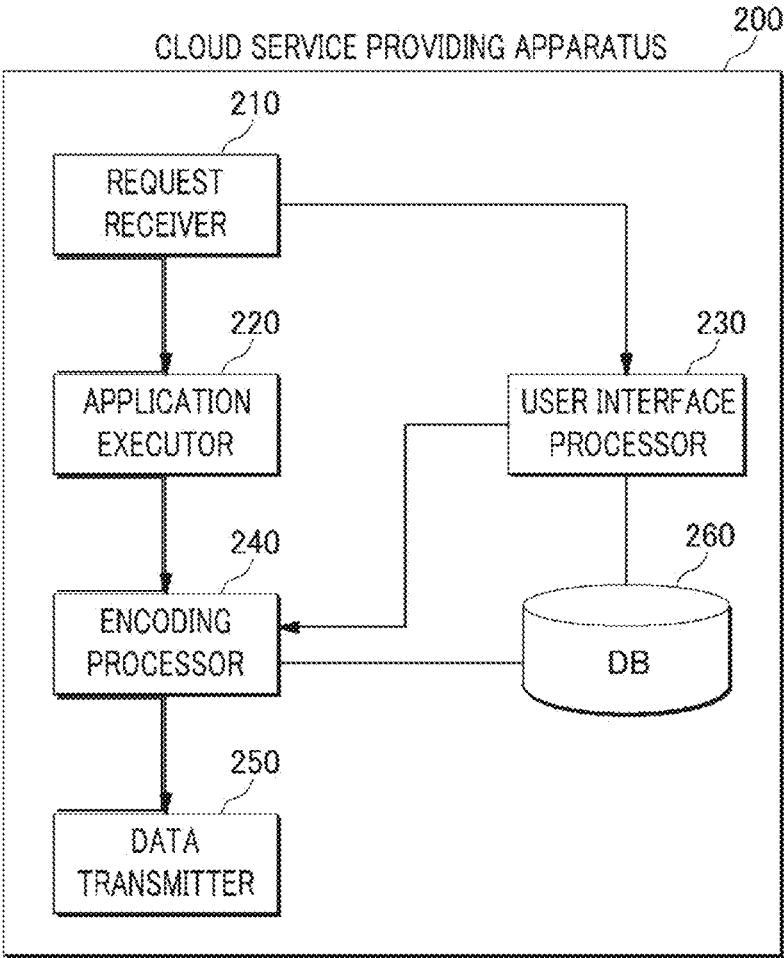 200
CLOUD SERVICE PROVIDING APPARATUS
210
REQUEST
RECEIVER
220
APPLICATION
EXECUTOR
230
USER INTERFACE
PROCESSOR
240
ENCODING
PROCESSOR
260
DB
250
DATA
TRANSMITTER